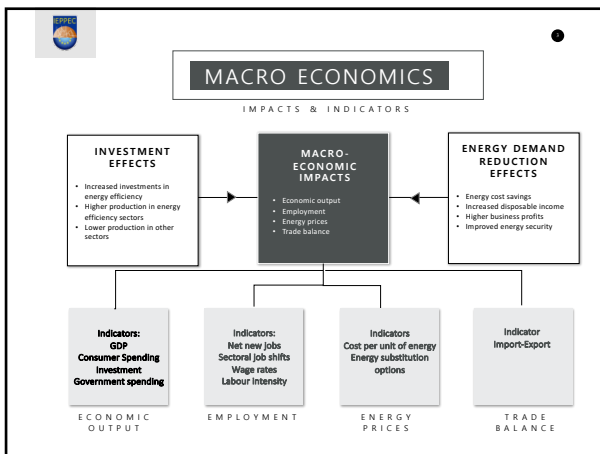 IEPPEC
3
MACRO ECONOMICS
IMPACTS & INDICATORS
INVESTMENT
EFFECTS
• Increased investments in
energy efficiency
• Higher production in energy
efficiency sectors
• Lower production in other
sectors
MACRO-
ECONOMIC
IMPACTS
• Economic output
• Employment
• Energy prices
• Trade balance
ENERGY DEMAND
REDUCTION
EFFECTS
• Energy cost savings
• Increased disposable income
• Higher business profits
• Improved energy security
Indicators:
GDP
Consumer Spending
Investment
Government spending
ECONOMIC
OUTPUT
Indicators:
Net new jobs
Sectoral job shifts
Wage rates
Labour Intensity
EMPLOYMENT
Indicators
Cost per unit of energy
Energy substitution
options
ENERGY
PRICES
Indicator
Import-Export
TRADE
BALANCE